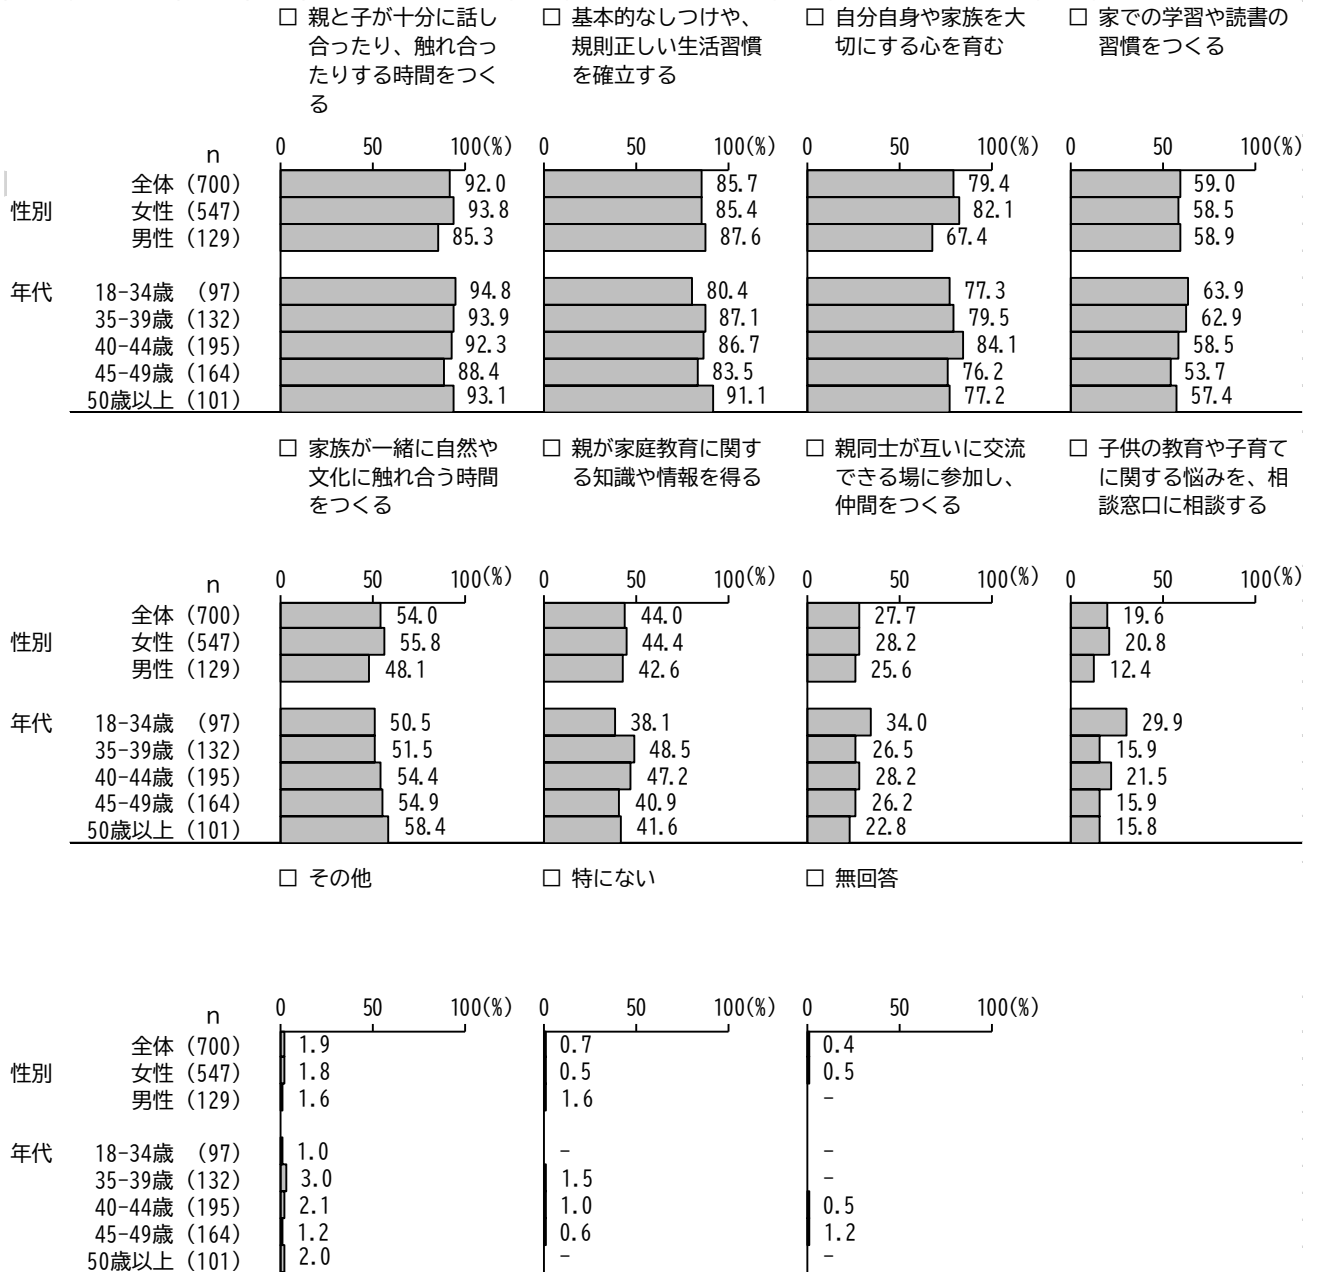 □ 親と子が十分に話し合ったり、触れ合ったりする時間をつくる
□ 基本的なしつけや、規則正しい生活習慣を確立する
□ 自分自身や家族を大切にする心を育む
□ 家での学習や読書の習慣をつくる
n 0 50 100(%) 0 50 100(%) 0 50 100(%) 0 50 100(%)
全体 (700) 92.0 85.7 79.4 59.0
性別 女性 (547) 93.8 85.4 82.1 58.5
男性 (129) 85.3 87.6 67.4 58.9
年代 18-34歳 (97) 94.8 80.4 77.3 63.9
35-39歳 (132) 93.9 87.1 79.5 62.9
40-44歳 (195) 92.3 86.7 84.1 58.5
45-49歳 (164) 88.4 83.5 76.2 53.7
50歳以上 (101) 93.1 91.1 77.2 57.4
□ 家族が一緒に自然や文化に触れ合う時間をつくる
□ 親が家庭教育に関する知識や情報を得る
□ 親同士が互いに交流できる場に参加し、仲間をつくる
□ 子供の教育や子育てに関する悩みを、相談窓口に相談する
n 0 50 100(%) 0 50 100(%) 0 50 100(%) 0 50 100(%)
全体 (700) 54.0 44.0 27.7 19.6
性別 女性 (547) 55.8 44.4 28.2 20.8
男性 (129) 48.1 42.6 25.6 12.4
年代 18-34歳 (97) 50.5 38.1 34.0 29.9
35-39歳 (132) 51.5 48.5 26.5 15.9
40-44歳 (195) 54.4 47.2 28.2 21.5
45-49歳 (164) 54.9 40.9 26.2 15.9
50歳以上 (101) 58.4 41.6 22.8 15.8
□ その他
□ 特にない
□ 無回答
n 0 50 100(%) 0 50 100(%) 0 50 100(%)
全体 (700) 1.9 0.7 0.4
性別 女性 (547) 1.8 0.5 0.5
男性 (129) 1.6 1.6 -
年代 18-34歳 (97) 1.0 - -
35-39歳 (132) 3.0 1.5 -
40-44歳 (195) 2.1 1.0 0.5
45-49歳 (164) 1.2 0.6 1.2
50歳以上 (101) 2.0 - -